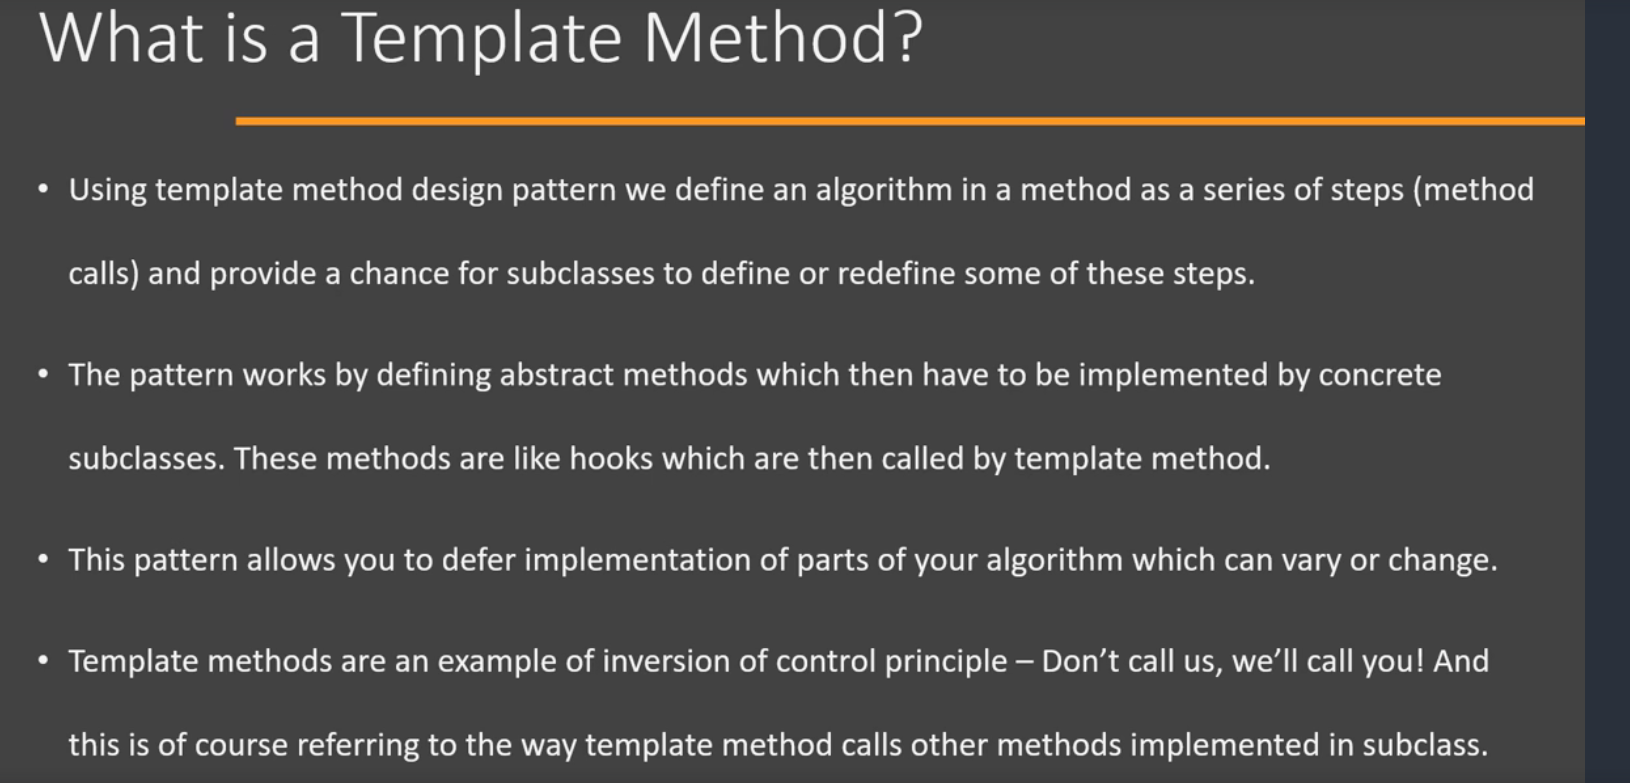 What is a Template Method?
• Using template method design pattern we define an algorithm in a method as a series of steps (method
calls) and provide a chance for subclasses to define or redefine some of these steps.
• The pattern works by defining abstract methods which then have to be implemented by concrete
subclasses. These methods are like hooks which are then called by template method.
• This pattern allows you to defer implementation of parts of your algorithm which can vary or change.
• Template methods are an example of inversion of control principle – Don’t call us, we’ll call you! And
this is of course referring to the way template method calls other methods implemented in subclass.